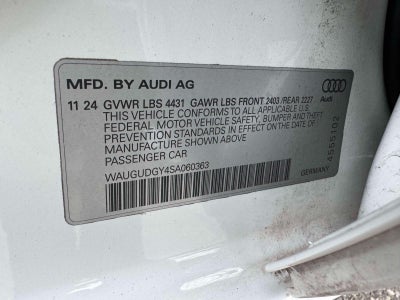 MFD. BY AUDI AG
11 24 GVWR LBS 4431 GAWR LBS FRONT 2403 /REAR 2227
THIS VEHICLE CONFORMS TO ALL APPLICABLE U.S.
FEDERAL MOTOR VEHICLE SAFETY, BUMPER, AND THEFT
PREVENTION STANDARDS IN EFFECT ON THE DATE OF
MANUFACTURE SHOWN ABOVE.
PASSENGER CAR
WAUGUDGY4SA060363
Audi
4555102
GERMANY